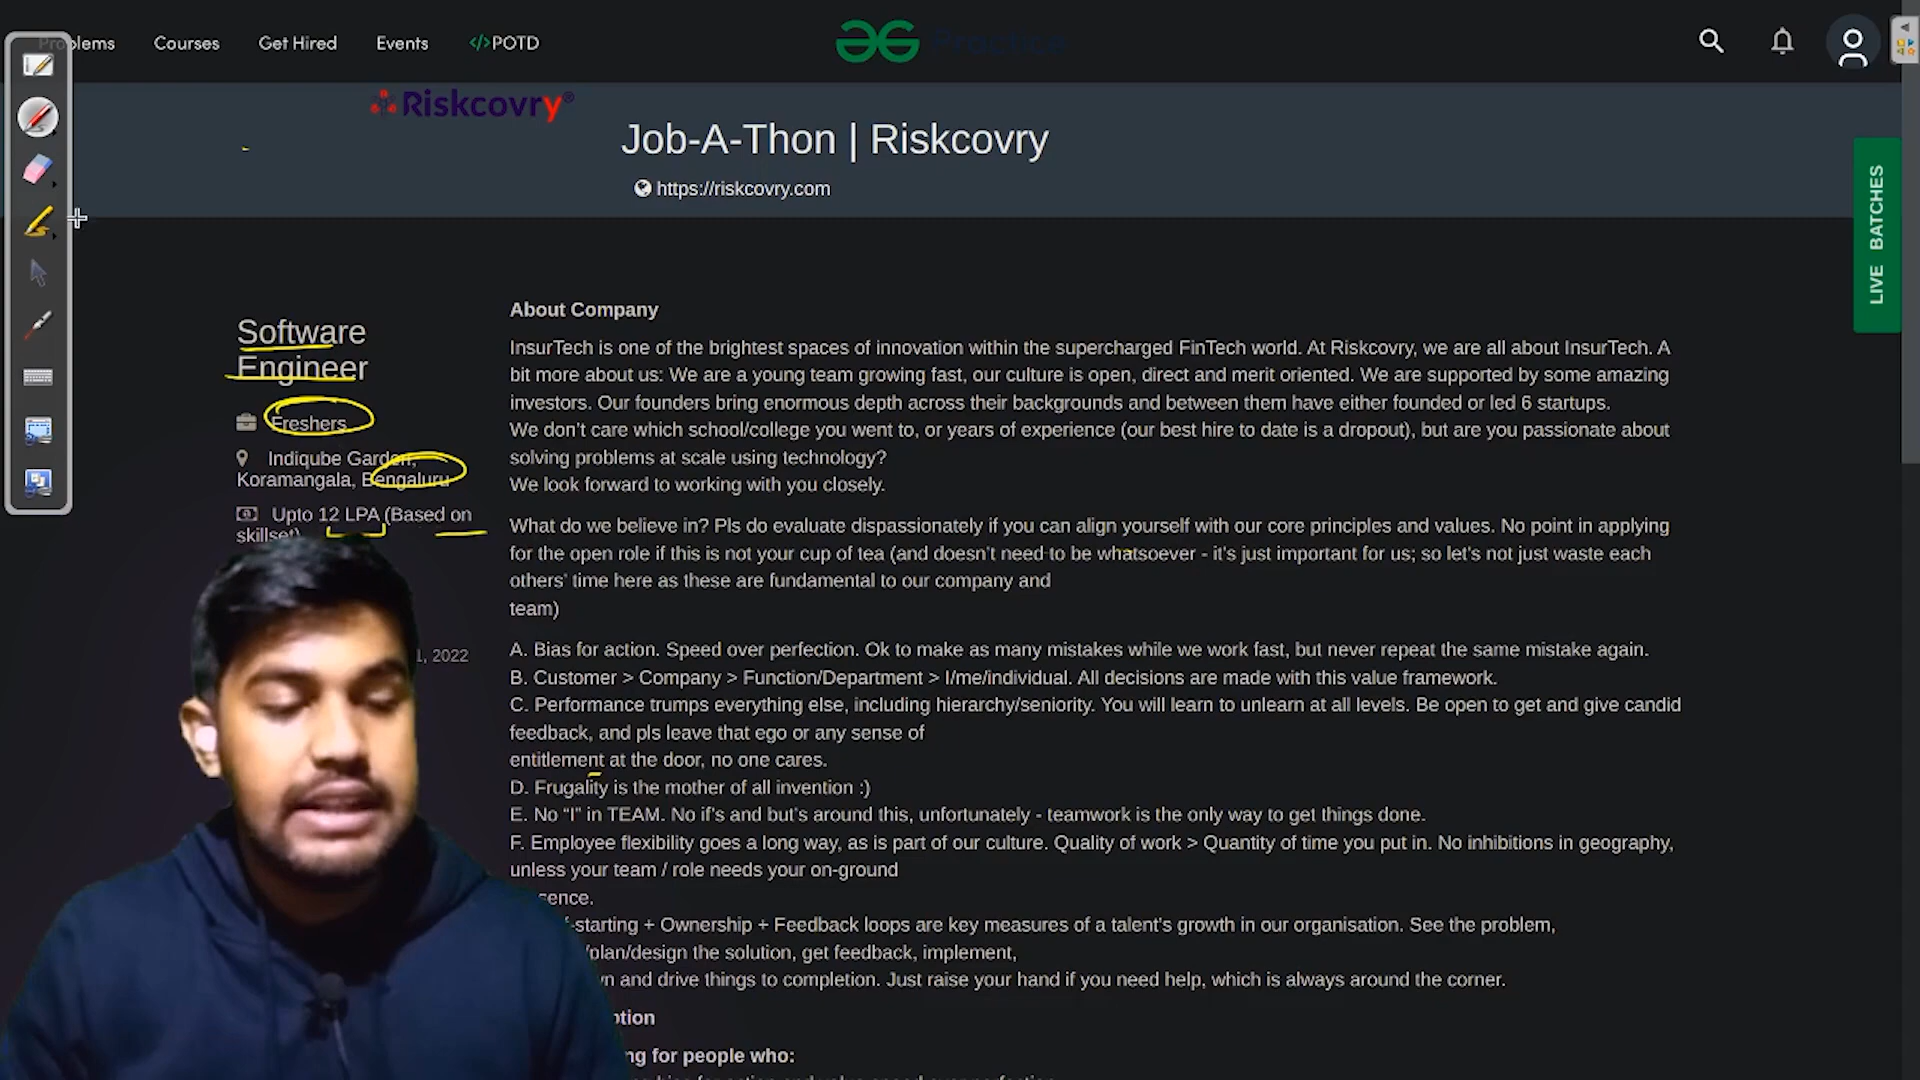 Problems Courses Get Hired Events </>POTD Practice
Riskcovry®
Job-A-Thon | Riskcovry
https://riskcovry.com
LIVE BATCHES
Software
Engineer
Freshers
Indiqube Garden,
Koramangala, Bengaluru
Upto 12 LPA (Based on
skillset)
1, 2022
About Company
InsurTech is one of the brightest spaces of innovation within the supercharged FinTech world. At Riskcovry, we are all about InsurTech. A
bit more about us: We are a young team growing fast, our culture is open, direct and merit oriented. We are supported by some amazing
investors. Our founders bring enormous depth across their backgrounds and between them have either founded or led 6 startups.
We don’t care which school/college you went to, or years of experience (our best hire to date is a dropout), but are you passionate about
solving problems at scale using technology?
We look forward to working with you closely.
What do we believe in? Pls do evaluate dispassionately if you can align yourself with our core principles and values. No point in applying
for the open role if this is not your cup of tea (and doesn’t need to be whatsoever - it's just important for us; so let's not just waste each
others’ time here as these are fundamental to our company and
team)
A. Bias for action. Speed over perfection. Ok to make as many mistakes while we work fast, but never repeat the same mistake again.
B. Customer > Company > Function/Department > I/me/individual. All decisions are made with this value framework.
C. Performance trumps everything else, including hierarchy/seniority. You will learn to unlearn at all levels. Be open to get and give candid
feedback, and pls leave that ego or any sense of
entitlement at the door, no one cares.
D. Frugality is the mother of all invention :)
E. No “I” in TEAM. No if’s and but’s around this, unfortunately - teamwork is the only way to get things done.
F. Employee flexibility goes a long way, as is part of our culture. Quality of work > Quantity of time you put in. No inhibitions in geography,
unless your team / role needs your on-ground
sence.
-starting + Ownership + Feedback loops are key measures of a talent’s growth in our organisation. See the problem,
/plan/design the solution, get feedback, implement,
n and drive things to completion. Just raise your hand if you need help, which is always around the corner.
tion
ng for people who: